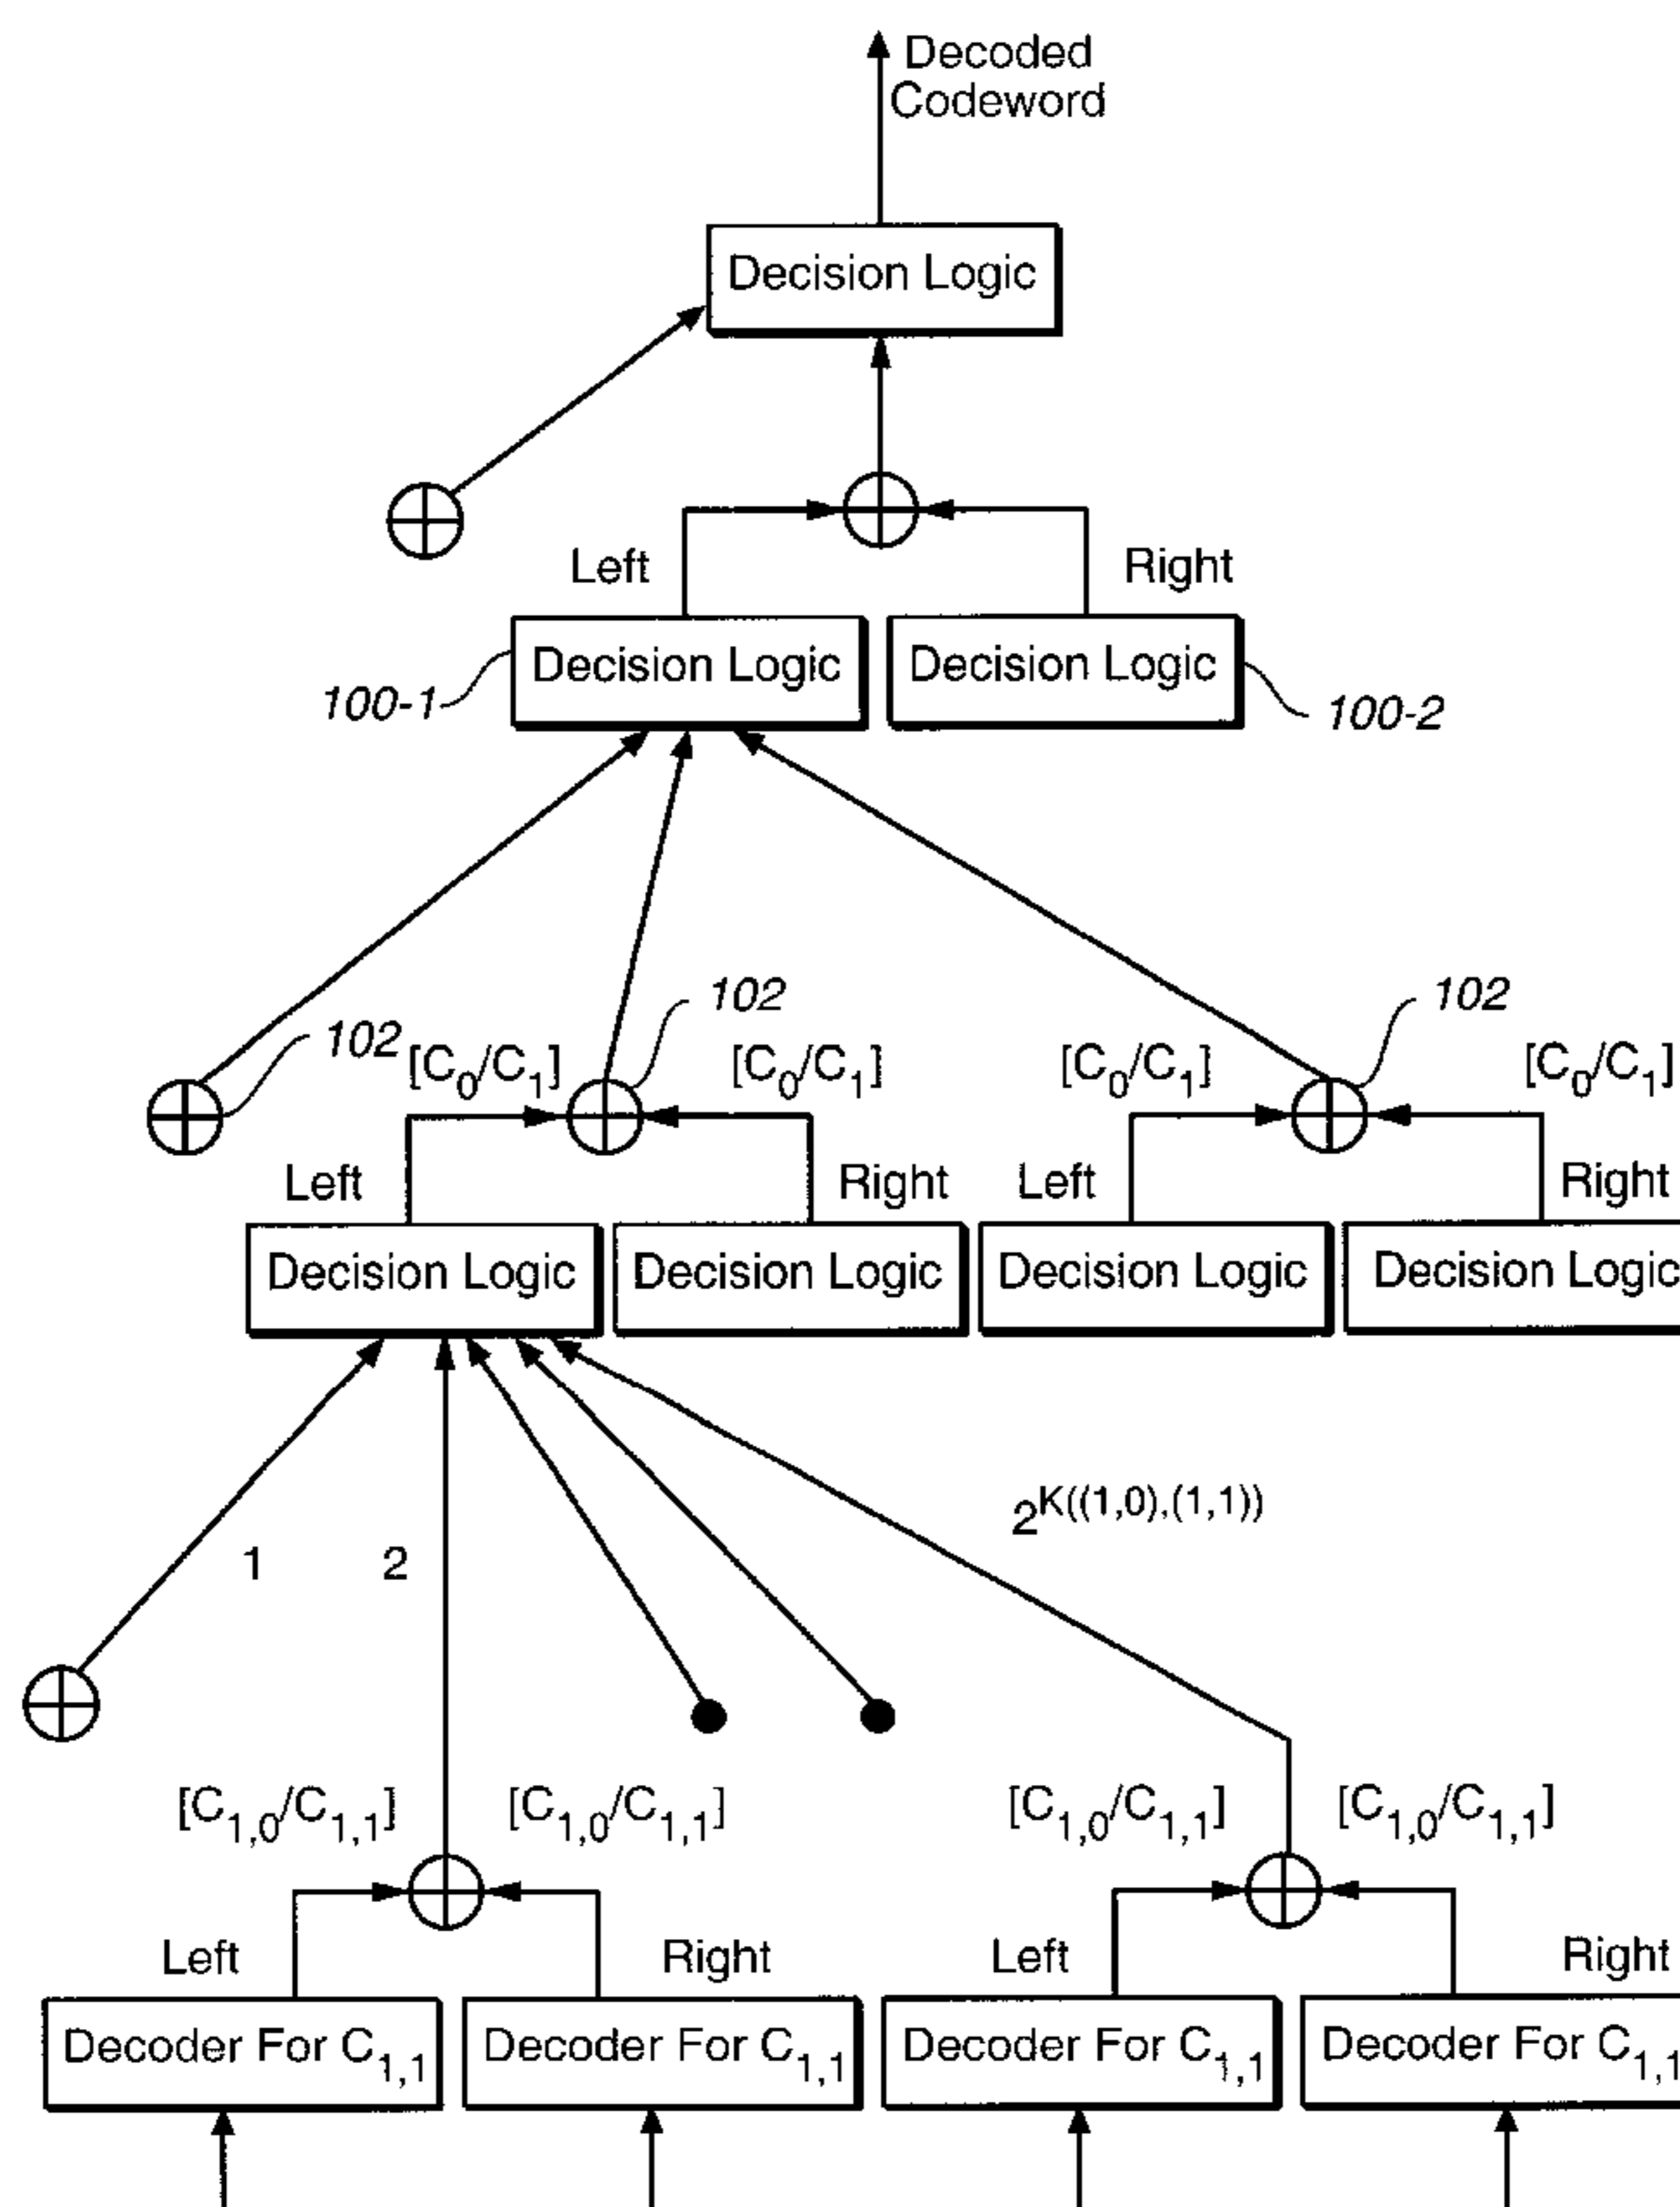 Decoded
Codeword
Decision Logic
Left Right
Decision Logic Decision Logic
100-1 100-2
102 102
102 [C0/C1] [C0/C1] [C0/C1] [C0/C1]
Left Right Left Right
Decision Logic Decision Logic Decision Logic Decision Logic
2^K((1,0),(1,1))
1 2
[C1,0/C1,1] [C1,0/C1,1] [C1,0/C1,1] [C1,0/C1,1]
Left Right Left Right
Decoder For C1,1 Decoder For C1,1 Decoder For C1,1 Decoder For C1,1